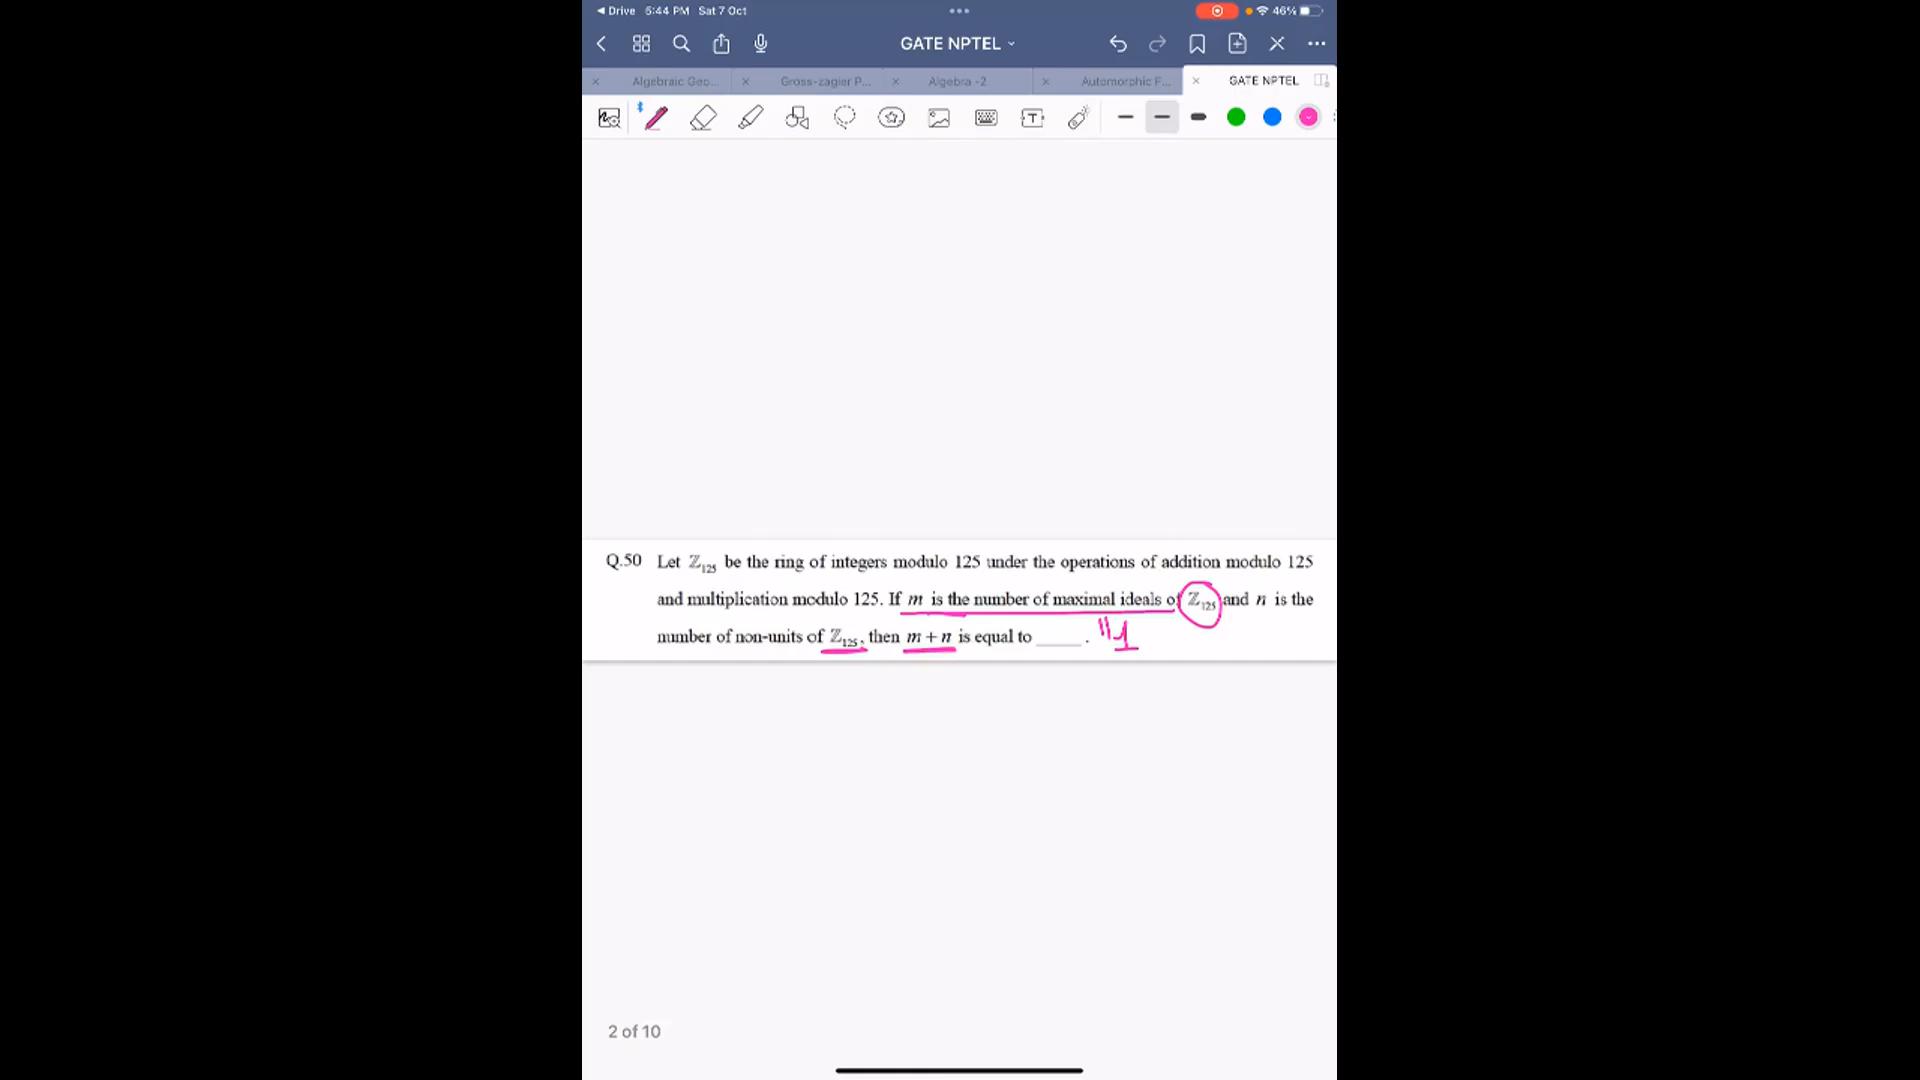 ◀ Drive 5:44 PM Sat 7 Oct 46%
GATE NPTEL
Algebraic Geo... Gross-zagier P... Algebra -2 Automorphic F... GATE NPTEL
Q.50 Let ℤ₁₂₅ be the ring of integers modulo 125 under the operations of addition modulo 125
and multiplication modulo 125. If m is the number of maximal ideals of ℤ₁₂₅ and n is the
number of non-units of ℤ₁₂₅, then m + n is equal to _____.
1
2 of 10